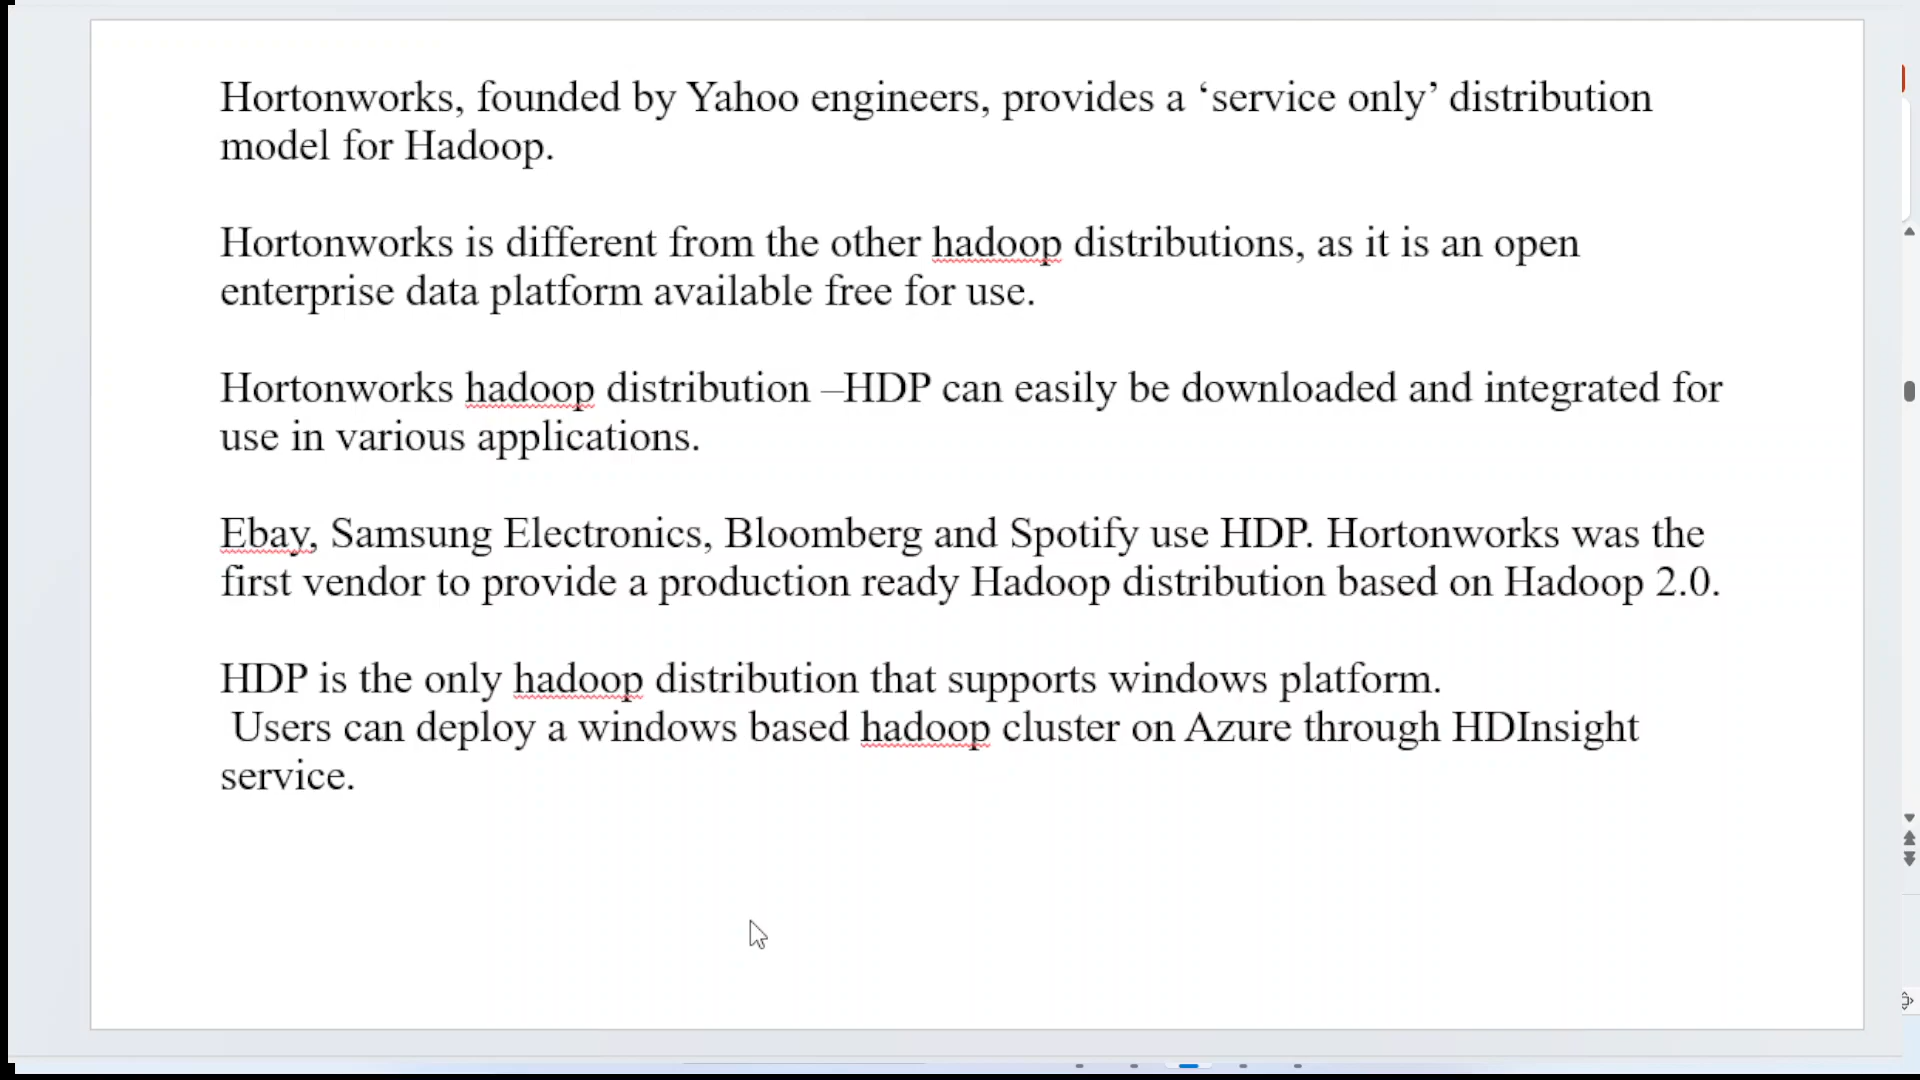 Hortonworks, founded by Yahoo engineers, provides a ‘service only’ distribution
model for Hadoop.
Hortonworks is different from the other hadoop distributions, as it is an open
enterprise data platform available free for use.
Hortonworks hadoop distribution –HDP can easily be downloaded and integrated for
use in various applications.
Ebay, Samsung Electronics, Bloomberg and Spotify use HDP. Hortonworks was the
first vendor to provide a production ready Hadoop distribution based on Hadoop 2.0.
HDP is the only hadoop distribution that supports windows platform.
Users can deploy a windows based hadoop cluster on Azure through HDInsight
service.